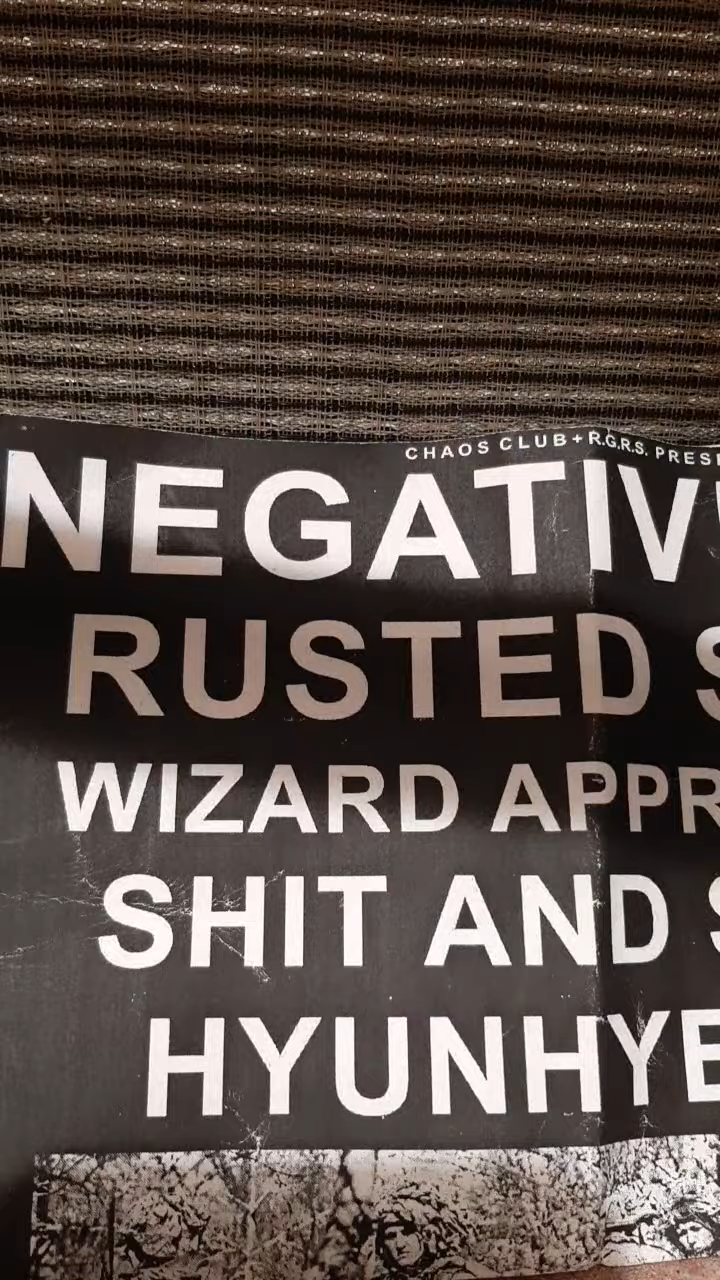 CHAOS CLUB + R.G.R.S. PRES
NEGATIV
RUSTED S
WIZARD APPR
SHIT AND S
HYUNHYE